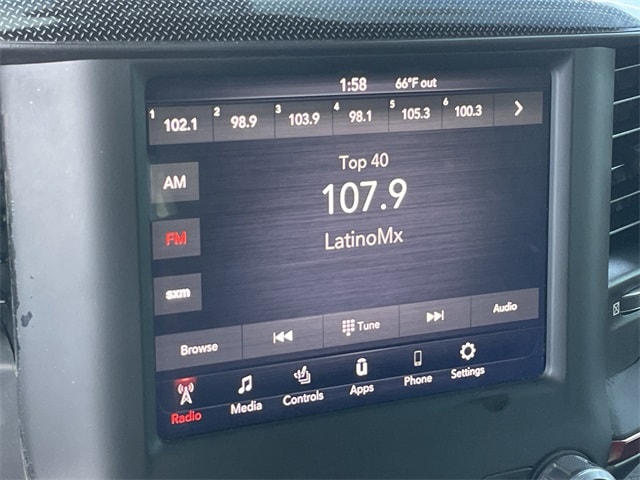 1:58 66°F out
1 102.1 2 98.9 3 103.9 4 98.1 5 105.3 6 100.3 >
AM
Top 40
107.9
FM
LatinoMx
sxm
Browse Tune Audio
Radio Media Controls Apps Phone Settings